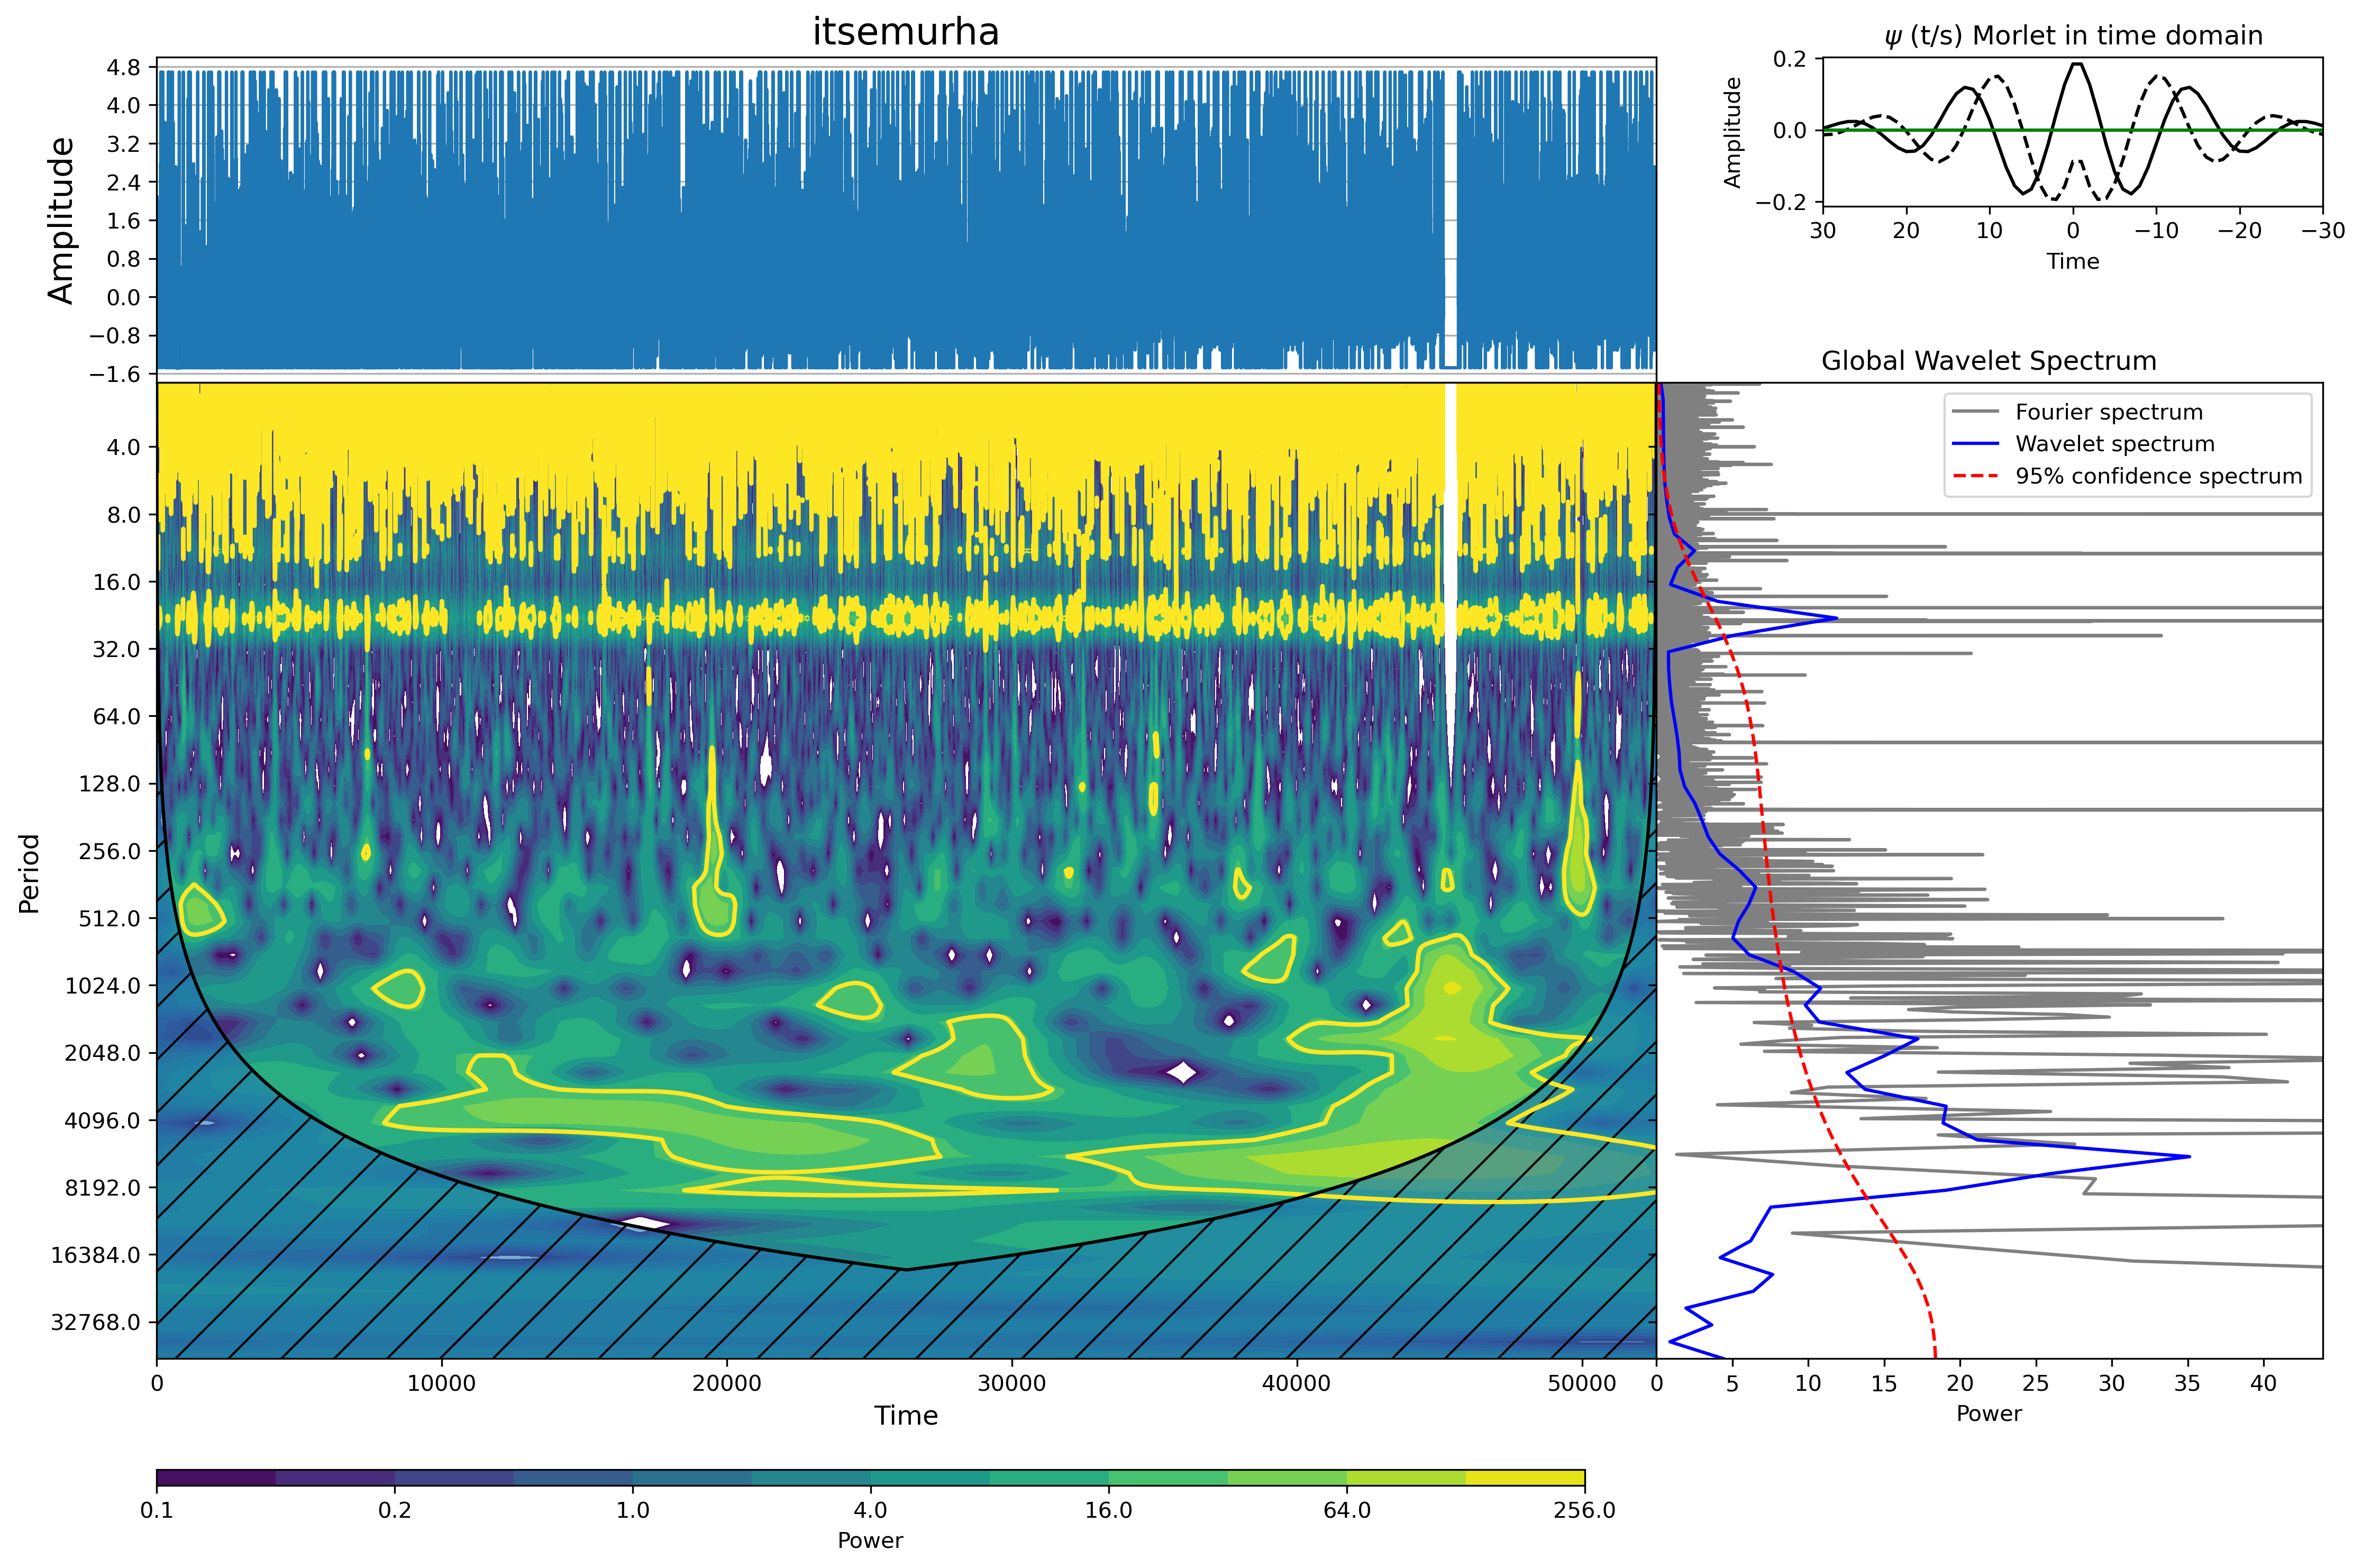 itsemurha
4.8
4.0
3.2
2.4
1.6
0.8
0.0
−0.8
−1.6
Amplitude
ψ (t/s) Morlet in time domain
0.2
0.0
−0.2
Amplitude
30 20 10 0 −10 −20 −30
Time
Global Wavelet Spectrum
Fourier spectrum
Wavelet spectrum
95% confidence spectrum
4.0
8.0
16.0
32.0
64.0
128.0
256.0
512.0
1024.0
2048.0
4096.0
8192.0
16384.0
32768.0
Period
0 10000 20000 30000 40000 50000
Time
0 5 10 15 20 25 30 35 40
Power
0.1 0.2 1.0 4.0 16.0 64.0 256.0
Power